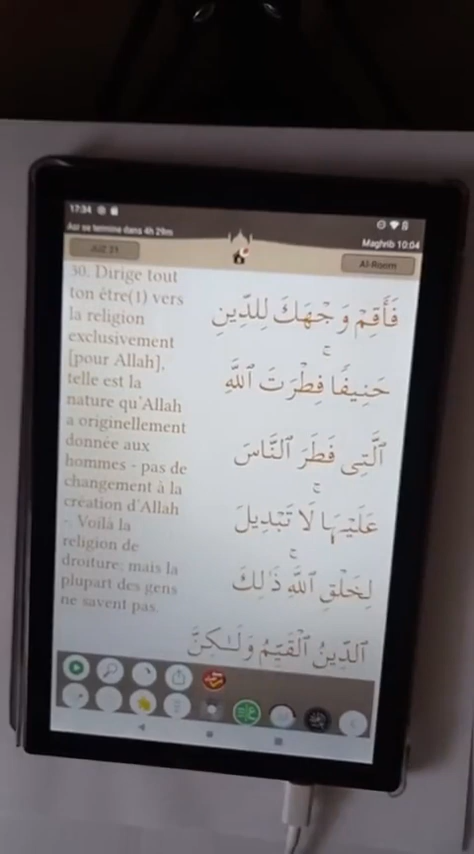 17:34
Asr se termine dans 4h 29m
Maghrib 10:04
JUZ 21
Al-Room
30. Dirige tout
ton être(1) vers
la religion
exclusivement
[pour Allah],
telle est la
nature qu'Allah
a originellement
donnée aux
hommes - pas de
changement à la
création d'Allah
-. Voilà la
religion de
droiture; mais la
plupart des gens
ne savent pas.
فَأَقِمْ وَجْهَكَ لِلدِّينِ
حَنِيفًا ۚ فِطْرَتَ ٱللَّهِ
ٱلَّتِى فَطَرَ ٱلنَّاسَ
عَلَيْهَا ۚ لَا تَبْدِيلَ
لِخَلْقِ ٱللَّهِ ۚ ذَٰلِكَ
ٱلدِّينُ ٱلْقَيِّمُ وَلَـٰكِنَّ